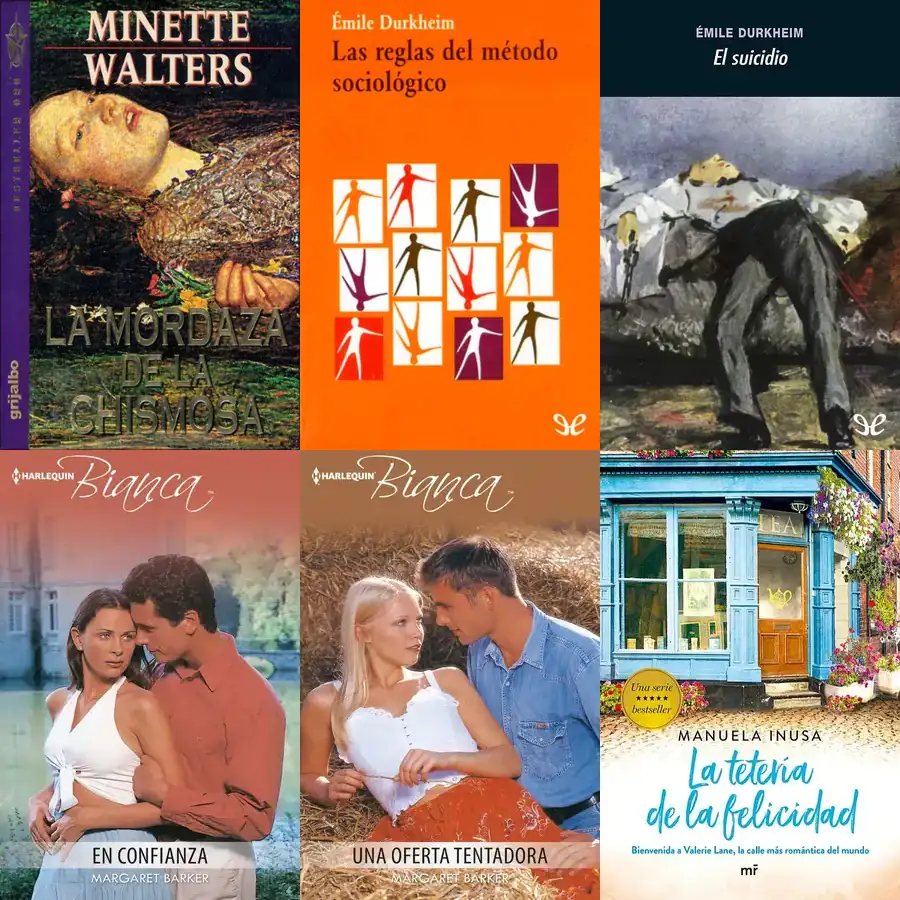 MINETTE
WALTERS
LA MORDAZA
DE LA
CHISMOSA
grijalbo
Émile Durkheim
Las reglas del método
sociológico
ÉMILE DURKHEIM
El suicidio
HARLEQUIN
Bianca™
EN CONFIANZA
MARGARET BARKER
HARLEQUIN
Bianca™
UNA OFERTA TENTADORA
MARGARET BARKER
TEA
Una serie
bestseller
MANUELA INUSA
La tetería
de la felicidad
Bienvenida a Valerie Lane, la calle más romántica del mundo
mr